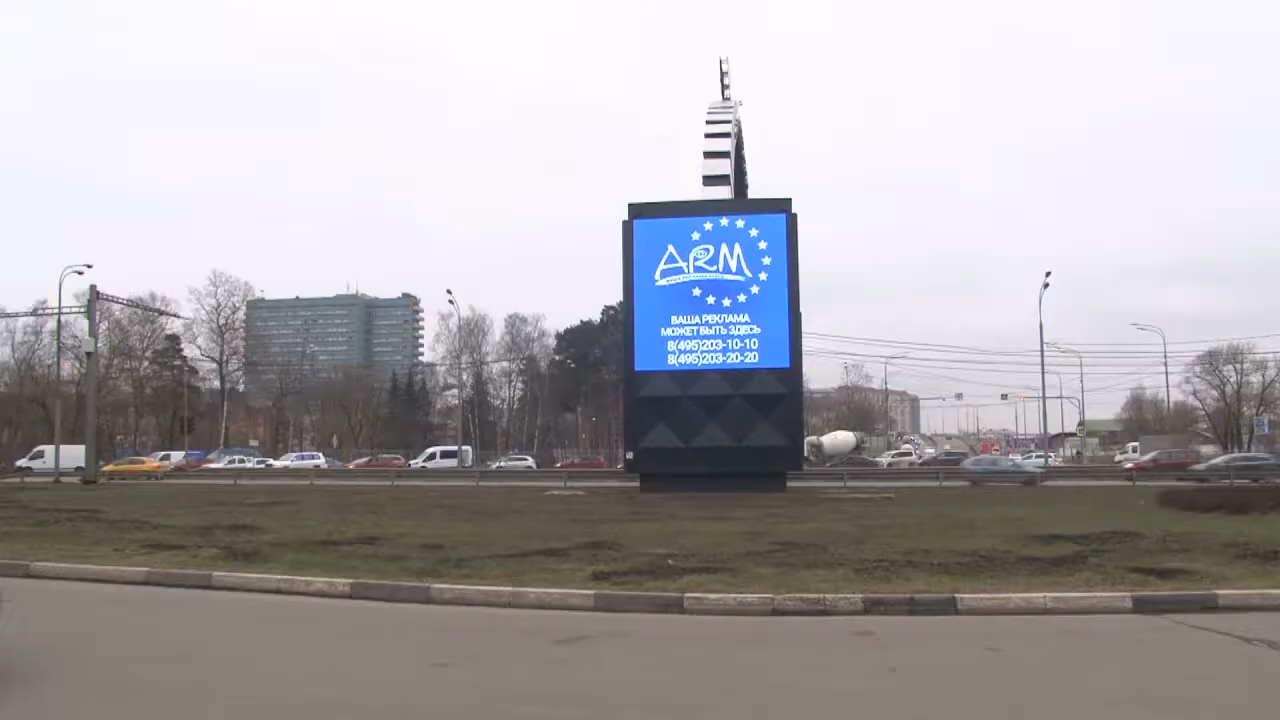 ARM
ВАША РЕКЛАМА
МОЖЕТ БЫТЬ ЗДЕСЬ
8(495)203-10-10
8(495)203-20-20